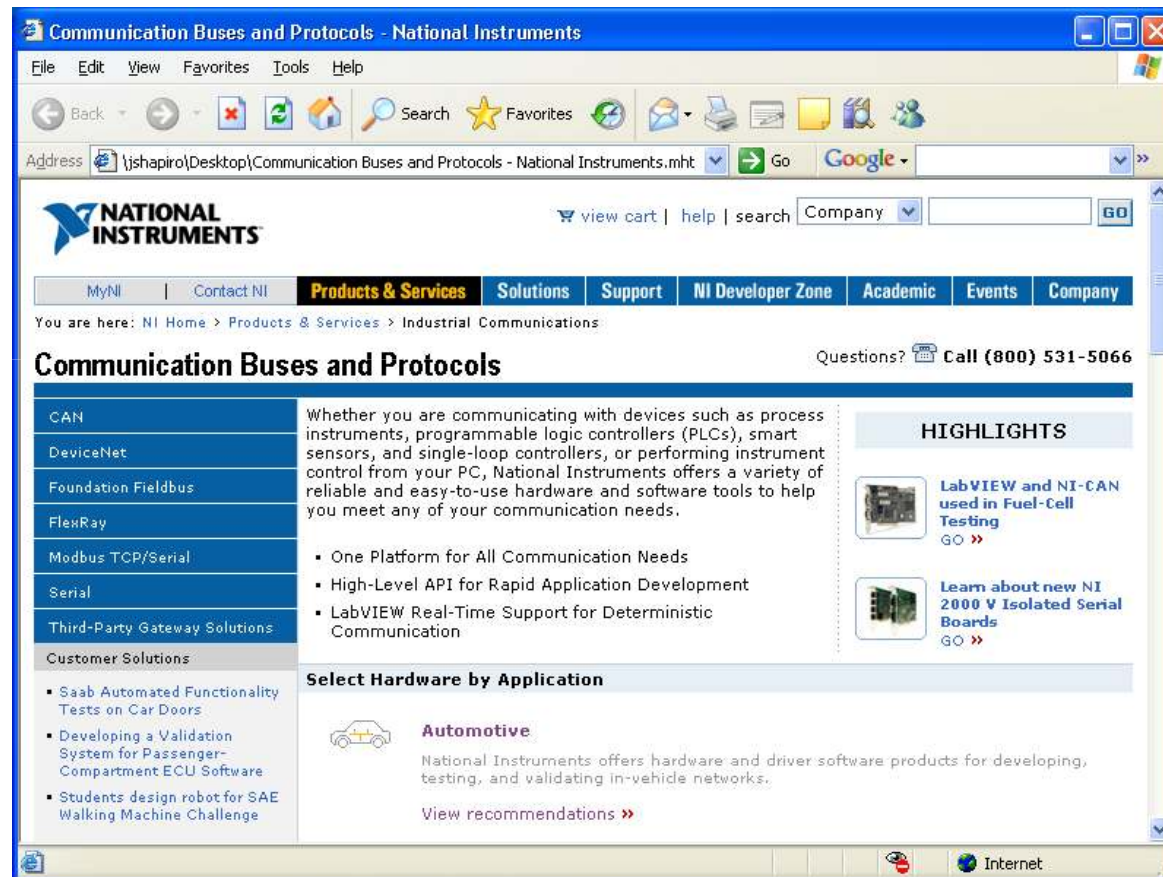 Communication Buses and Protocols - National Instruments
File Edit View Favorites Tools Help
Back Search Favorites
Address \jshapiro\Desktop\Communication Buses and Protocols - National Instruments.mht Go Google
NATIONAL
INSTRUMENTS
view cart | help | search Company GO
MyNI | Contact NI Products & Services Solutions Support NI Developer Zone Academic Events Company
You are here: NI Home > Products & Services > Industrial Communications
Communication Buses and Protocols
Questions? Call (800) 531-5066
CAN
DeviceNet
Foundation Fieldbus
FlexRay
Modbus TCP/Serial
Serial
Third-Party Gateway Solutions
Customer Solutions
▪ Saab Automated Functionality
Tests on Car Doors
▪ Developing a Validation
System for Passenger-
Compartment ECU Software
▪ Students design robot for SAE
Walking Machine Challenge
Whether you are communicating with devices such as process
instruments, programmable logic controllers (PLCs), smart
sensors, and single-loop controllers, or performing instrument
control from your PC, National Instruments offers a variety of
reliable and easy-to-use hardware and software tools to help
you meet any of your communication needs.
▪ One Platform for All Communication Needs
▪ High-Level API for Rapid Application Development
▪ LabVIEW Real-Time Support for Deterministic
Communication
HIGHLIGHTS
LabVIEW and NI-CAN
used in Fuel-Cell
Testing
GO »
Learn about new NI
2000 V Isolated Serial
Boards
GO »
Select Hardware by Application
Automotive
National Instruments offers hardware and driver software products for developing,
testing, and validating in-vehicle networks.
View recommendations »
Internet